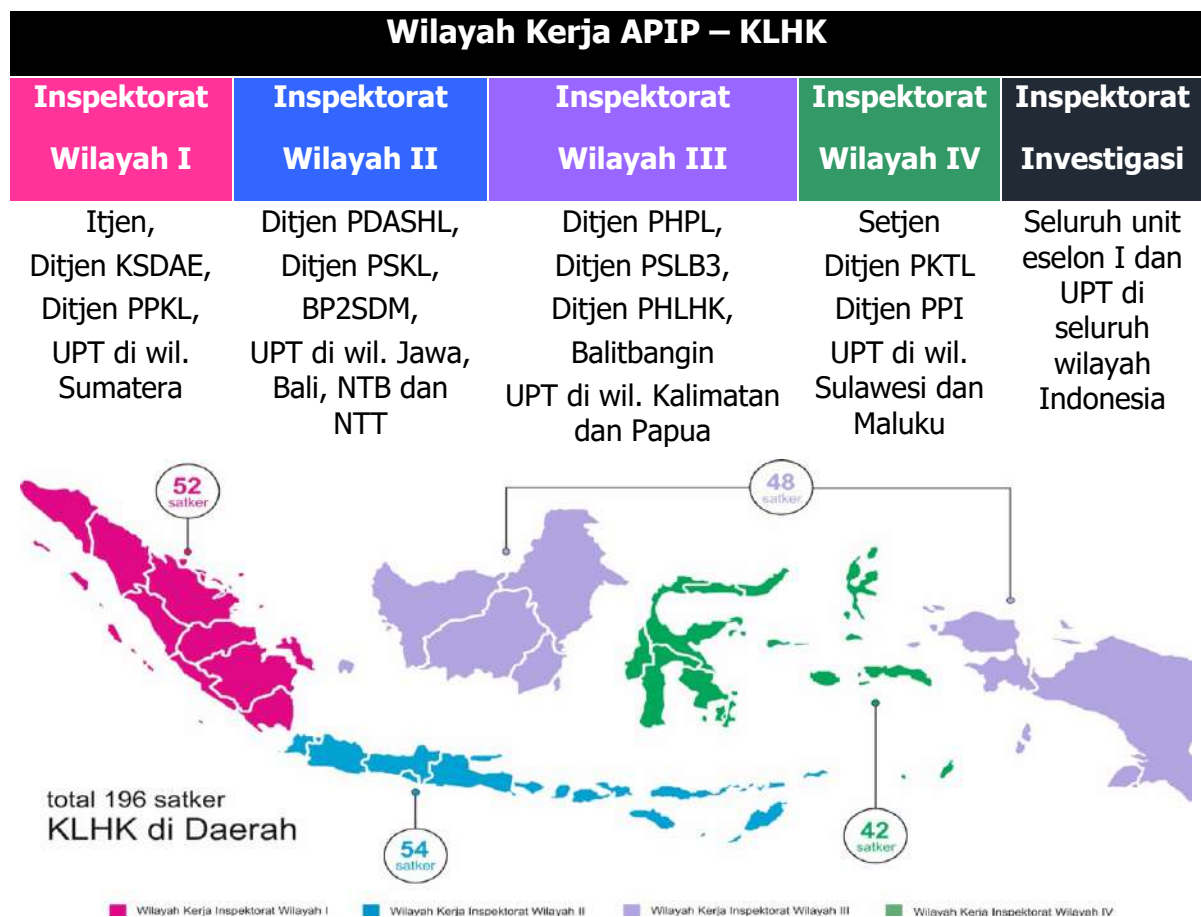 Wilayah Kerja APIP – KLHK
Inspektorat
Wilayah I
Inspektorat
Wilayah II
Inspektorat
Wilayah III
Inspektorat
Wilayah IV
Inspektorat
Investigasi
Itjen,
Ditjen KSDAE,
Ditjen PPKL,
UPT di wil.
Sumatera
Ditjen PDASHL,
Ditjen PSKL,
BP2SDM,
UPT di wil. Jawa,
Bali, NTB dan
NTT
Ditjen PHPL,
Ditjen PSLB3,
Ditjen PHLHK,
Balitbangin
UPT di wil. Kalimatan
dan Papua
Setjen
Ditjen PKTL
Ditjen PPI
UPT di wil.
Sulawesi dan
Maluku
Seluruh unit
eselon I dan
UPT di
seluruh
wilayah
Indonesia
52
satker
48
satker
total 196 satker
KLHK di Daerah
54
satker
42
satker
Wilayah Kerja Inspektorat Wilayah I
Wilayah Kerja Inspektorat Wilayah II
Wilayah Kerja Inspektorat Wilayah III
Wilayah Kerja Inspektorat Wilayah IV